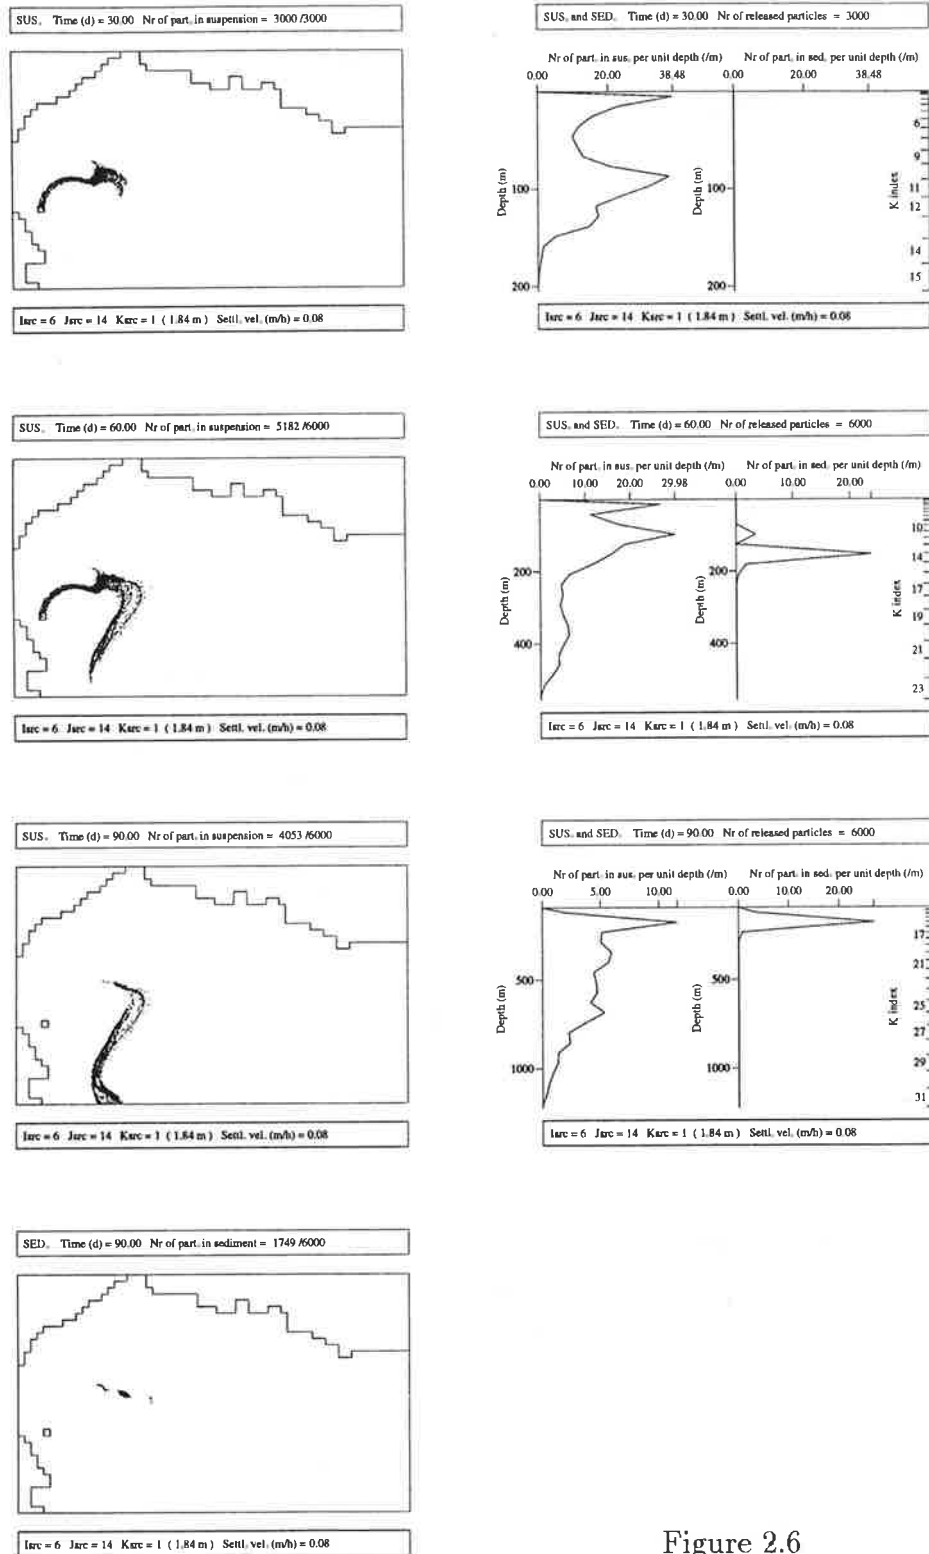 SUS. Time (d) = 30.00 Nr of part. in suspension = 3000 /3000
Isrc = 6 Jsrc = 14 Ksrc = 1 ( 1.84 m ) Settl. vel. (m/h) = 0.08
SUS. and SED. Time (d) = 30.00 Nr of released particles = 3000
Nr of part. in sus. per unit depth (/m) Nr of part. in sed. per unit depth (/m)
0.00 20.00 38.48 0.00 20.00 38.48
Depth (m)
100
200
Depth (m)
100
200
K index
6
9
11
12
14
15
Isrc = 6 Jsrc = 14 Ksrc = 1 ( 1.84 m ) Settl. vel. (m/h) = 0.08
SUS. Time (d) = 60.00 Nr of part. in suspension = 5182 /6000
Isrc = 6 Jsrc = 14 Ksrc = 1 ( 1.84 m ) Settl. vel. (m/h) = 0.08
SUS. and SED. Time (d) = 60.00 Nr of released particles = 6000
Nr of part. in sus. per unit depth (/m) Nr of part. in sed. per unit depth (/m)
0.00 10.00 20.00 29.98 0.00 10.00 20.00
Depth (m)
200
400
Depth (m)
200
400
K index
10
14
17
19
21
23
Isrc = 6 Jsrc = 14 Ksrc = 1 ( 1.84 m ) Settl. vel. (m/h) = 0.08
SUS. Time (d) = 90.00 Nr of part. in suspension = 4053 /6000
Isrc = 6 Jsrc = 14 Ksrc = 1 ( 1.84 m ) Settl. vel. (m/h) = 0.08
SUS. and SED. Time (d) = 90.00 Nr of released particles = 6000
Nr of part. in sus. per unit depth (/m) Nr of part. in sed. per unit depth (/m)
0.00 5.00 10.00 0.00 10.00 20.00
Depth (m)
500
1000
Depth (m)
500
1000
K index
17
21
25
27
29
31
Isrc = 6 Jsrc = 14 Ksrc = 1 ( 1.84 m ) Settl. vel. (m/h) = 0.08
SED. Time (d) = 90.00 Nr of part. in sediment = 1749 /6000
Isrc = 6 Jsrc = 14 Ksrc = 1 ( 1.84 m ) Settl. vel. (m/h) = 0.08
Figure 2.6